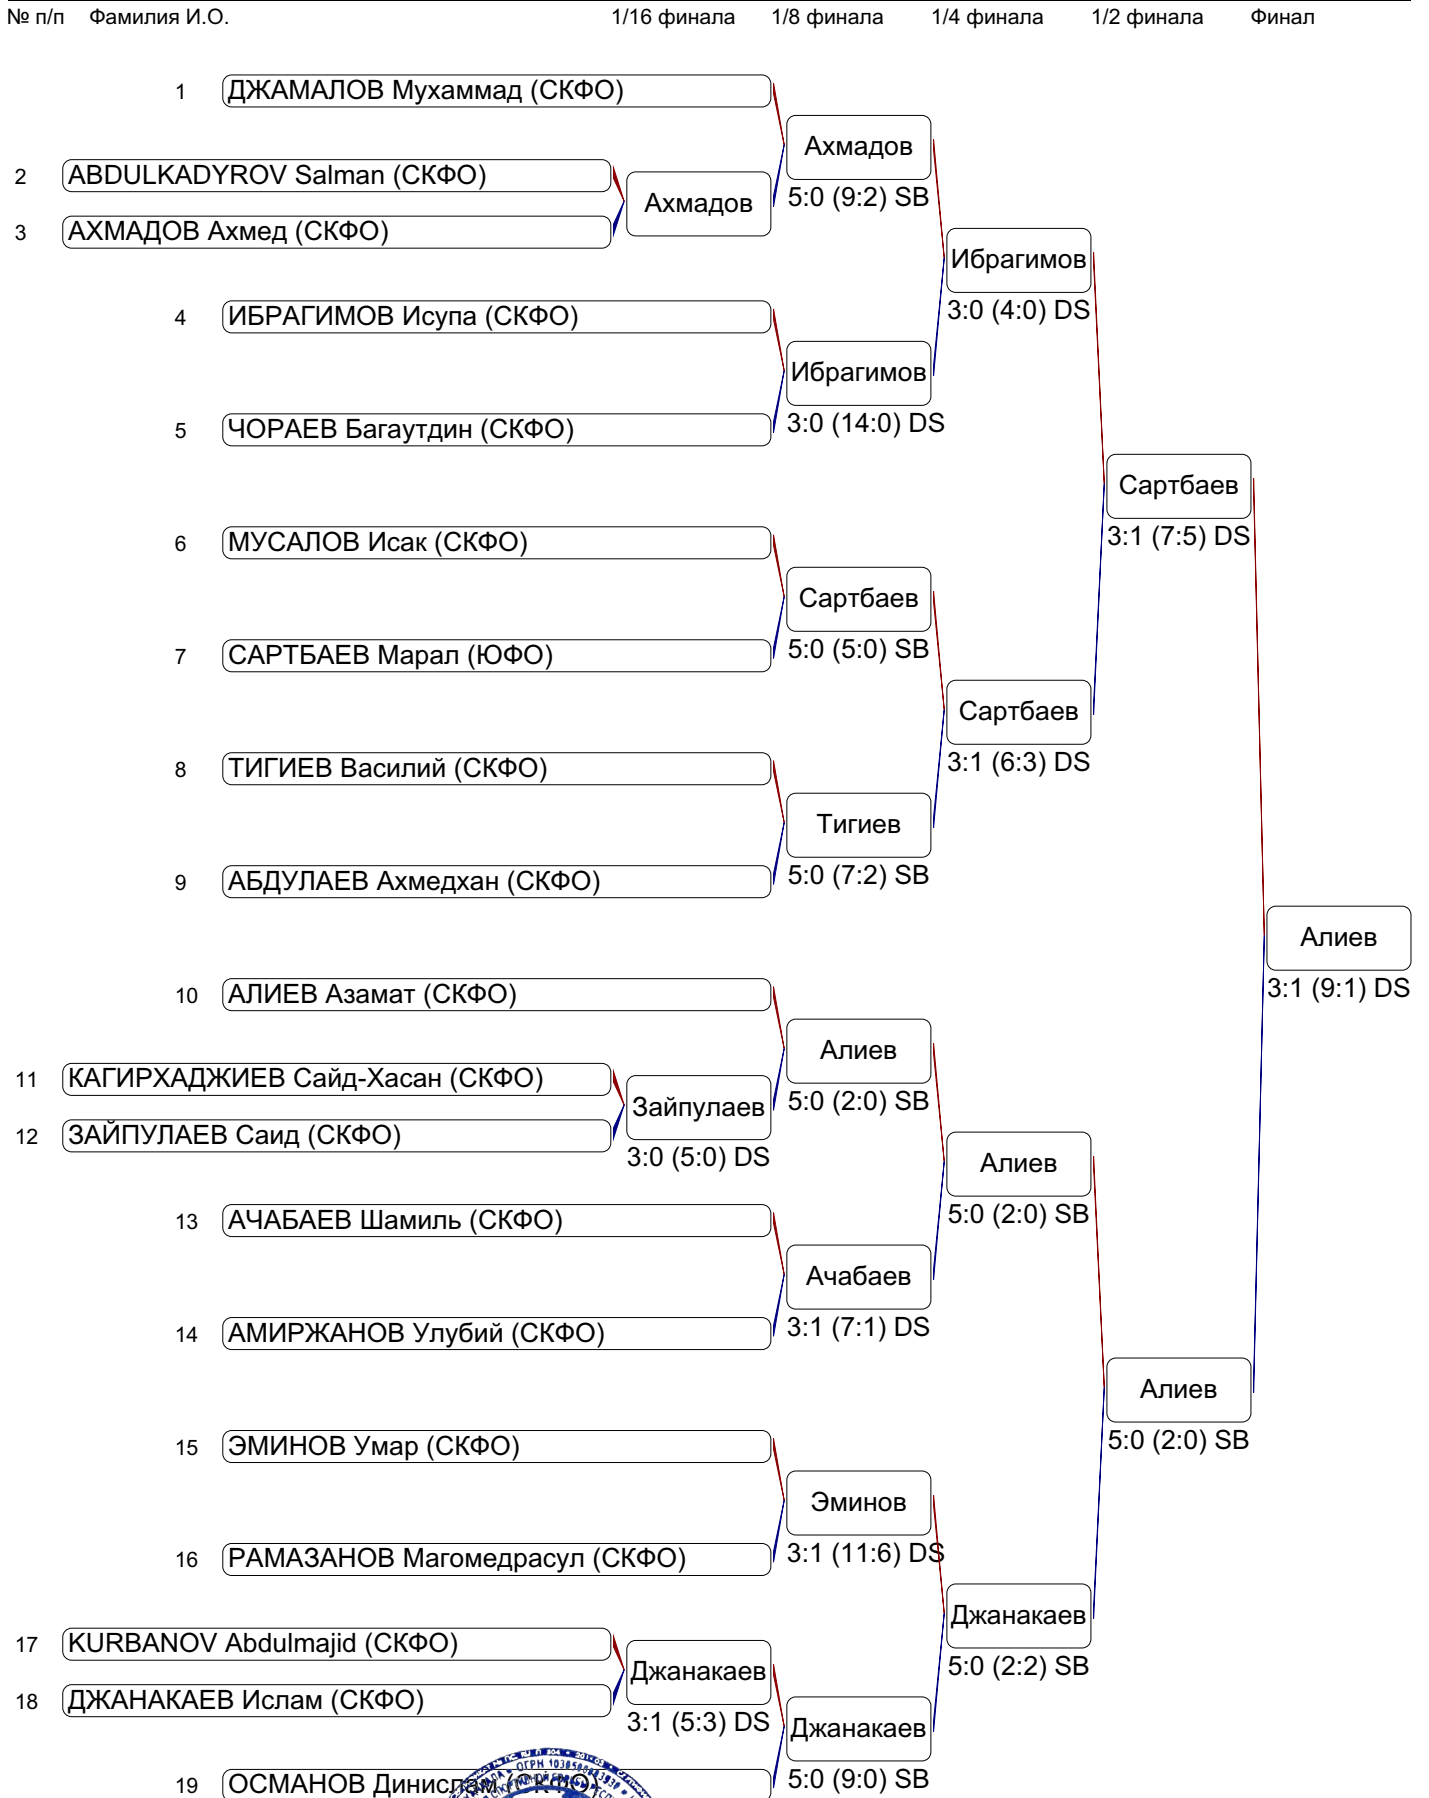 № п/п Фамилия И.О. 1/16 финала 1/8 финала 1/4 финала 1/2 финала Финал
1 ДЖАМАЛОВ Мухаммад (СКФО)
Ахмадов
2 ABDULKADYROV Salman (СКФО)
5:0 (9:2) SB
Ахмадов
3 АХМАДОВ Ахмед (СКФО)
Ибрагимов
3:0 (4:0) DS
4 ИБРАГИМОВ Исупа (СКФО)
Ибрагимов
3:0 (14:0) DS
5 ЧОРАЕВ Багаутдин (СКФО)
Сартбаев
3:1 (7:5) DS
6 МУСАЛОВ Исак (СКФО)
Сартбаев
5:0 (5:0) SB
7 САРТБАЕВ Марал (ЮФО)
Сартбаев
3:1 (6:3) DS
8 ТИГИЕВ Василий (СКФО)
Тигиев
5:0 (7:2) SB
9 АБДУЛАЕВ Ахмедхан (СКФО)
Алиев
3:1 (9:1) DS
10 АЛИЕВ Азамат (СКФО)
Алиев
11 КАГИРХАДЖИЕВ Сайд-Хасан (СКФО)
5:0 (2:0) SB
Зайпулаев
12 ЗАЙПУЛАЕВ Саид (СКФО)
3:0 (5:0) DS
Алиев
5:0 (2:0) SB
13 АЧАБАЕВ Шамиль (СКФО)
Ачабаев
3:1 (7:1) DS
14 АМИРЖАНОВ Улубий (СКФО)
Алиев
5:0 (2:0) SB
15 ЭМИНОВ Умар (СКФО)
Эминов
3:1 (11:6) DS
16 РАМАЗАНОВ Магомедрасул (СКФО)
Джанакаев
5:0 (2:2) SB
17 KURBANOV Abdulmajid (СКФО)
Джанакаев
18 ДЖАНАКАЕВ Ислам (СКФО)
3:1 (5:3) DS
Джанакаев
5:0 (9:0) SB
19 ОСМАНОВ Динислам (СКФО)